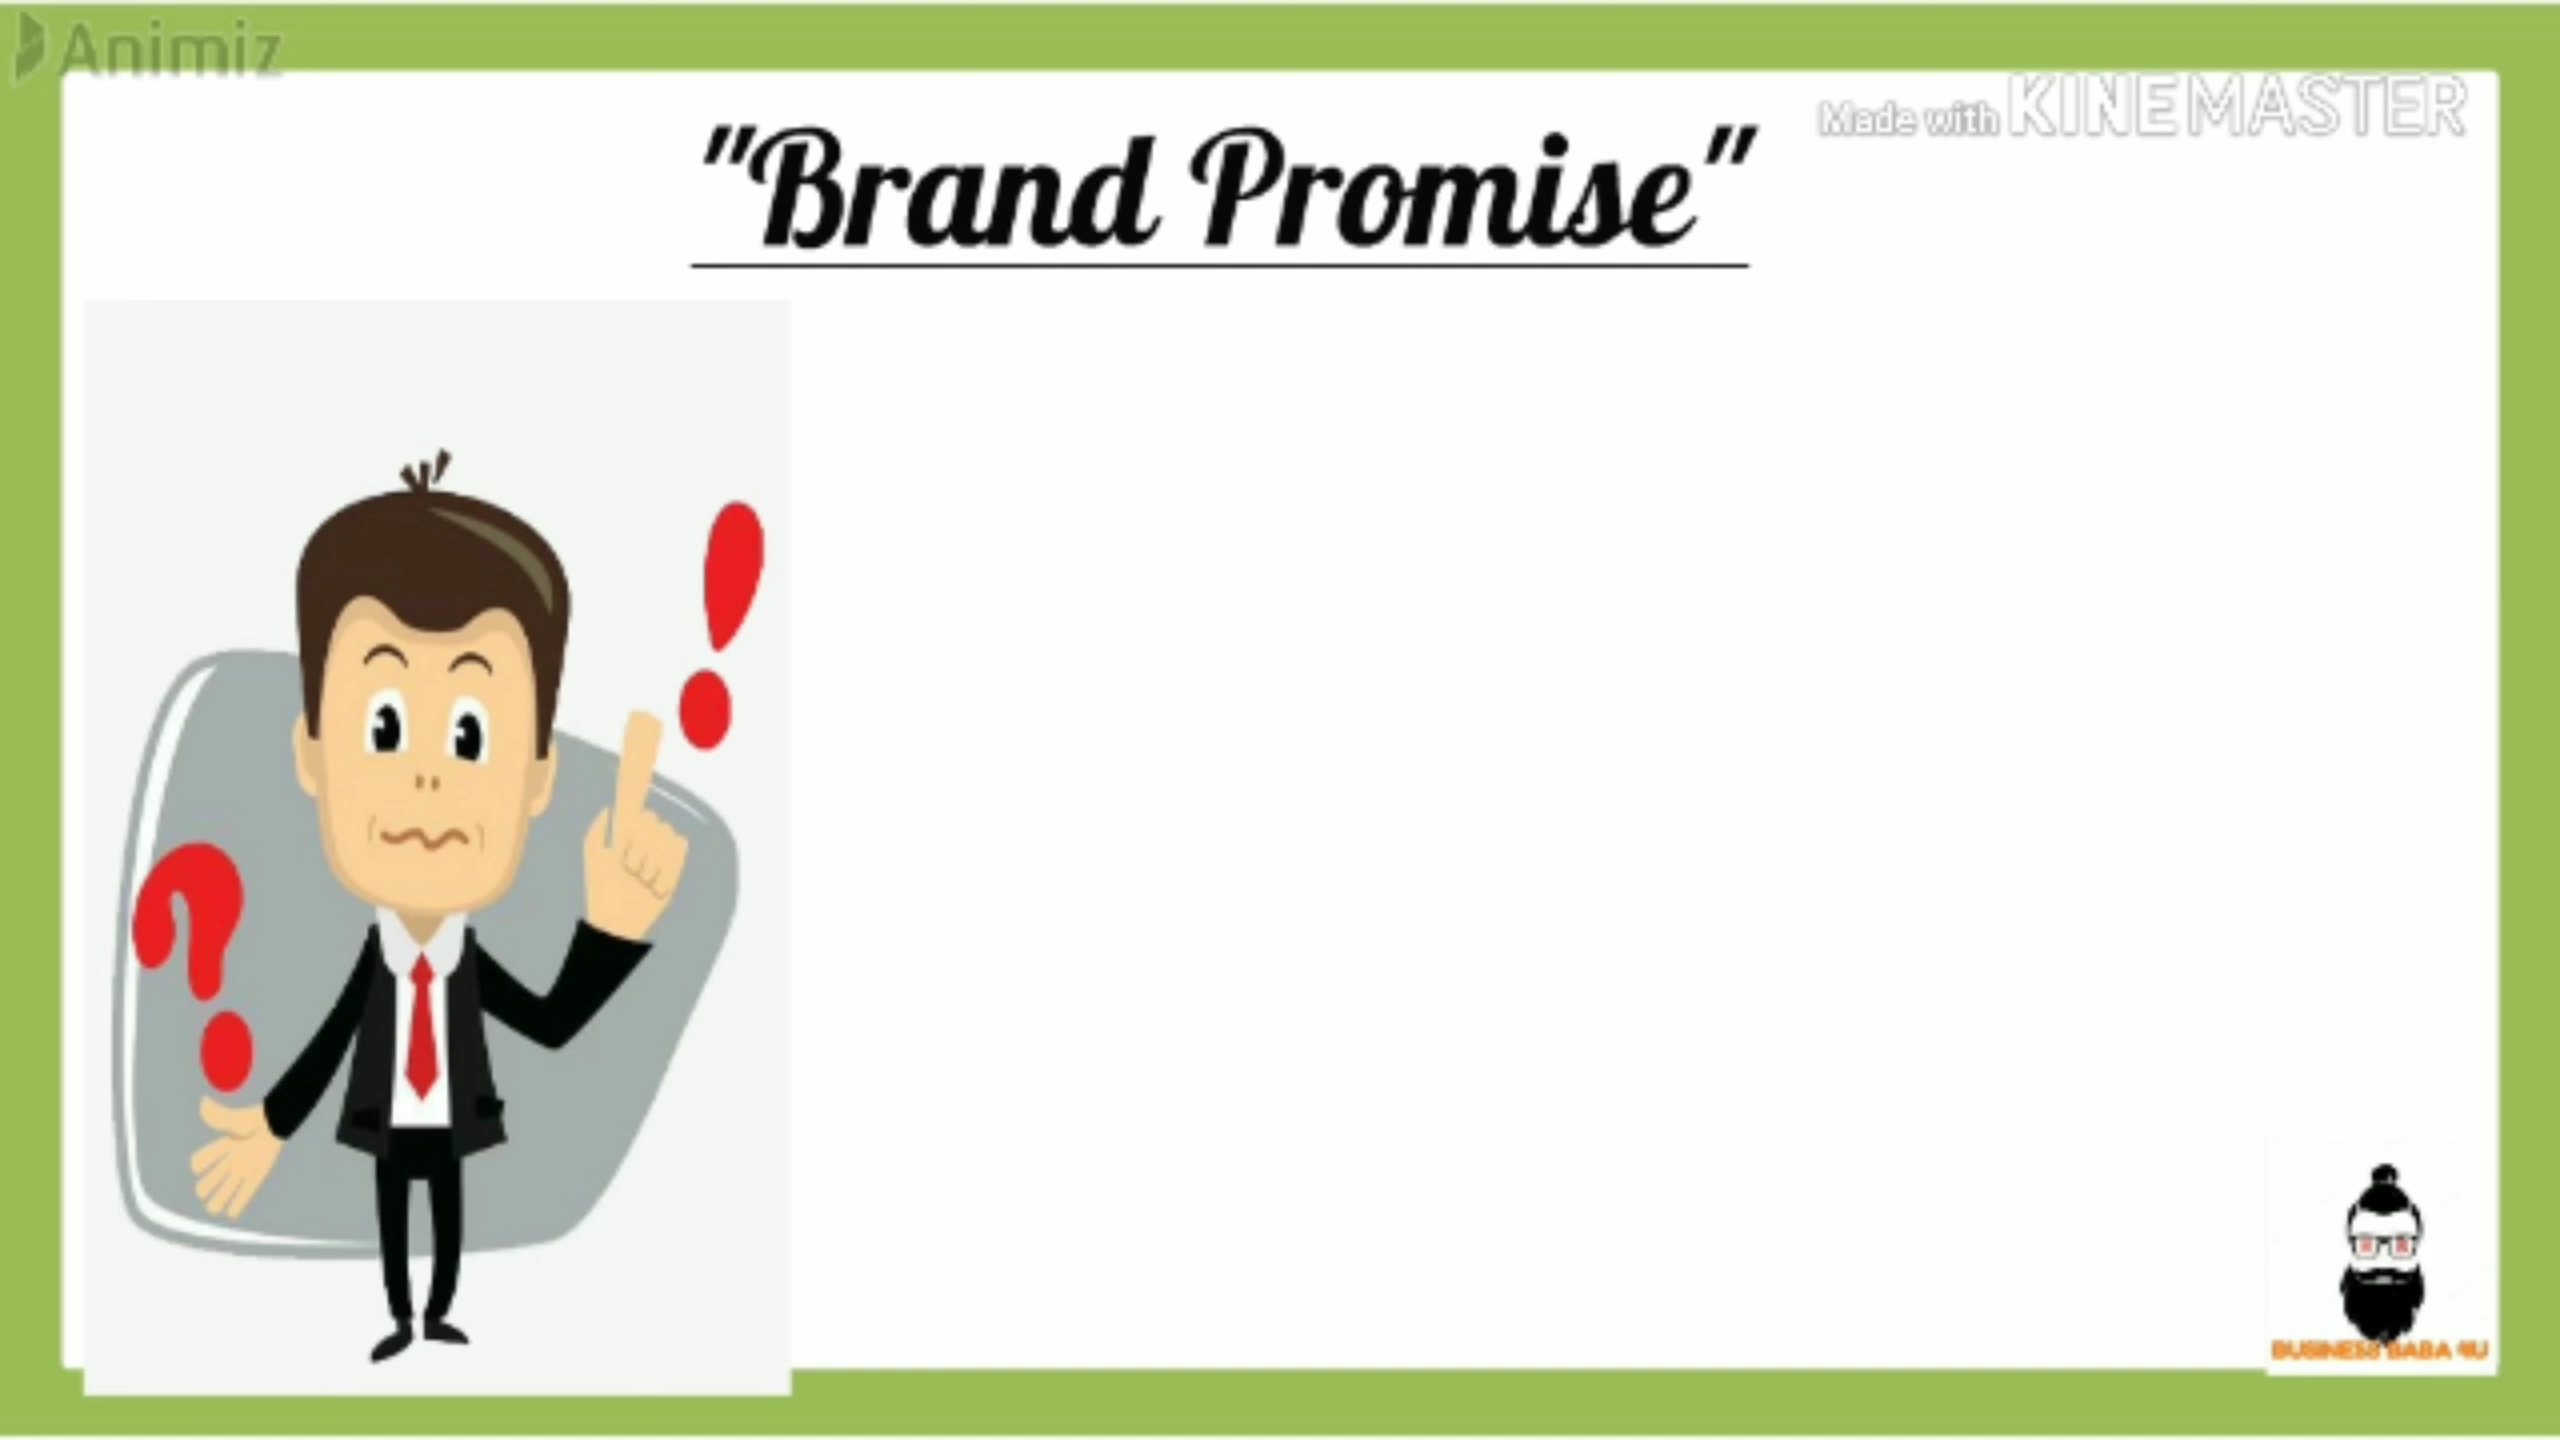 Animiz
Made with KINEMASTER
"Brand Promise"
!
?
BUSINESS BABA 4U